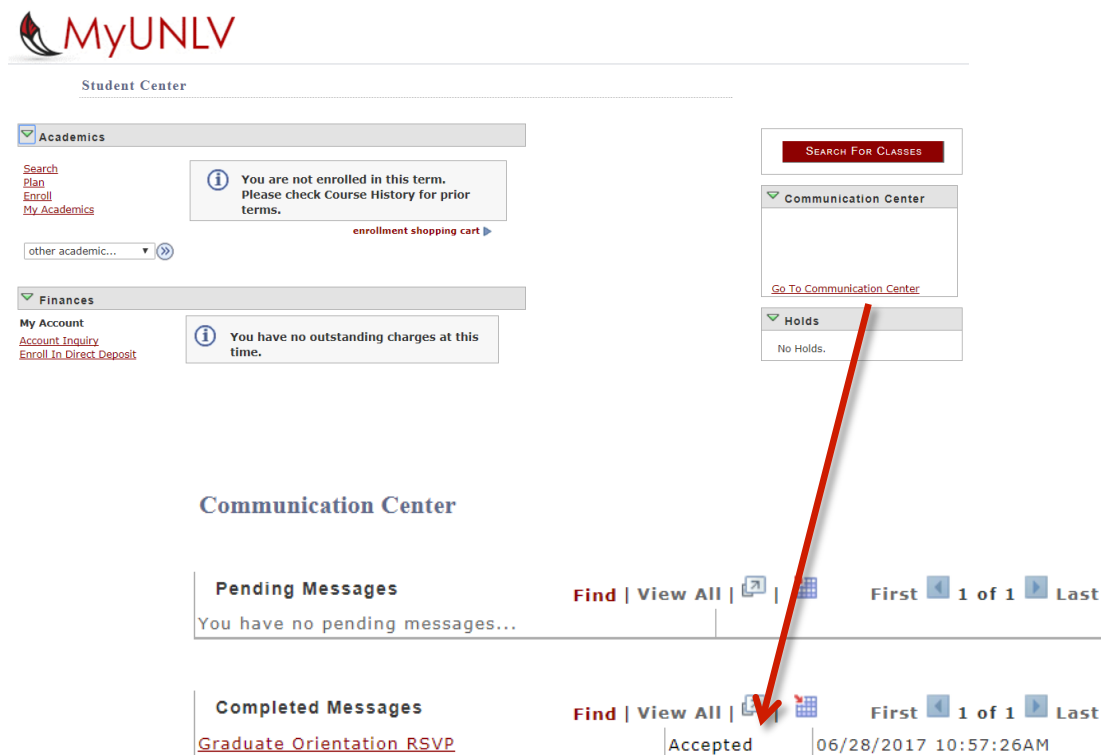 MyUNLV
Student Center
Academics
Search
Plan
Enroll
My Academics
You are not enrolled in this term.
Please check Course History for prior
terms.
enrollment shopping cart
other academic...
Finances
My Account
Account Inquiry
Enroll In Direct Deposit
You have no outstanding charges at this
time.
SEARCH FOR CLASSES
Communication Center
Go To Communication Center
Holds
No Holds.
Communication Center
Pending Messages Find | View All | | First 1 of 1 Last
You have no pending messages...
Completed Messages Find | View All | | First 1 of 1 Last
Graduate Orientation RSVP Accepted 06/28/2017 10:57:26AM